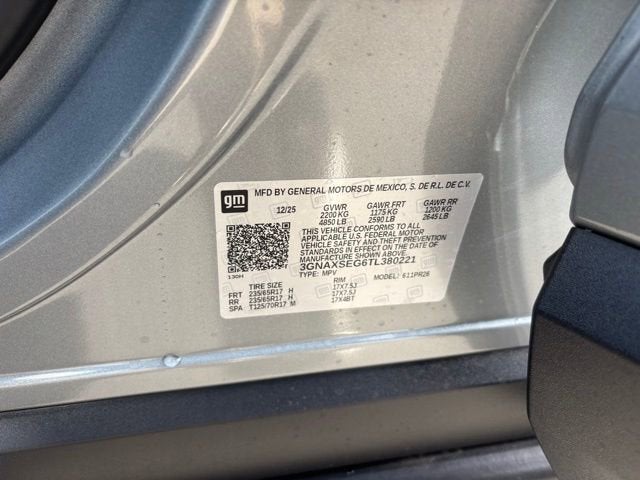 gm
MFD BY GENERAL MOTORS DE MEXICO, S. DE R.L. DE C.V.
12/25 GVWR GAWR FRT GAWR RR
2200 KG 1175 KG 1200 KG
4850 LB 2590 LB 2645 LB
THIS VEHICLE CONFORMS TO ALL
APPLICABLE U.S. FEDERAL MOTOR
VEHICLE SAFETY AND THEFT PREVENTION
STANDARDS IN EFFECT ON THE DATE OF
MANUFACTURE SHOWN ABOVE.
3GNAXSEG6TL380221
TYPE: MPV MODEL: 611PR26
130H
TIRE SIZE RIM
FRT 235/65R17 H 17X7.5J
RR 235/65R17 H 17X7.5J
SPA T125/70R17 M 17X4BT